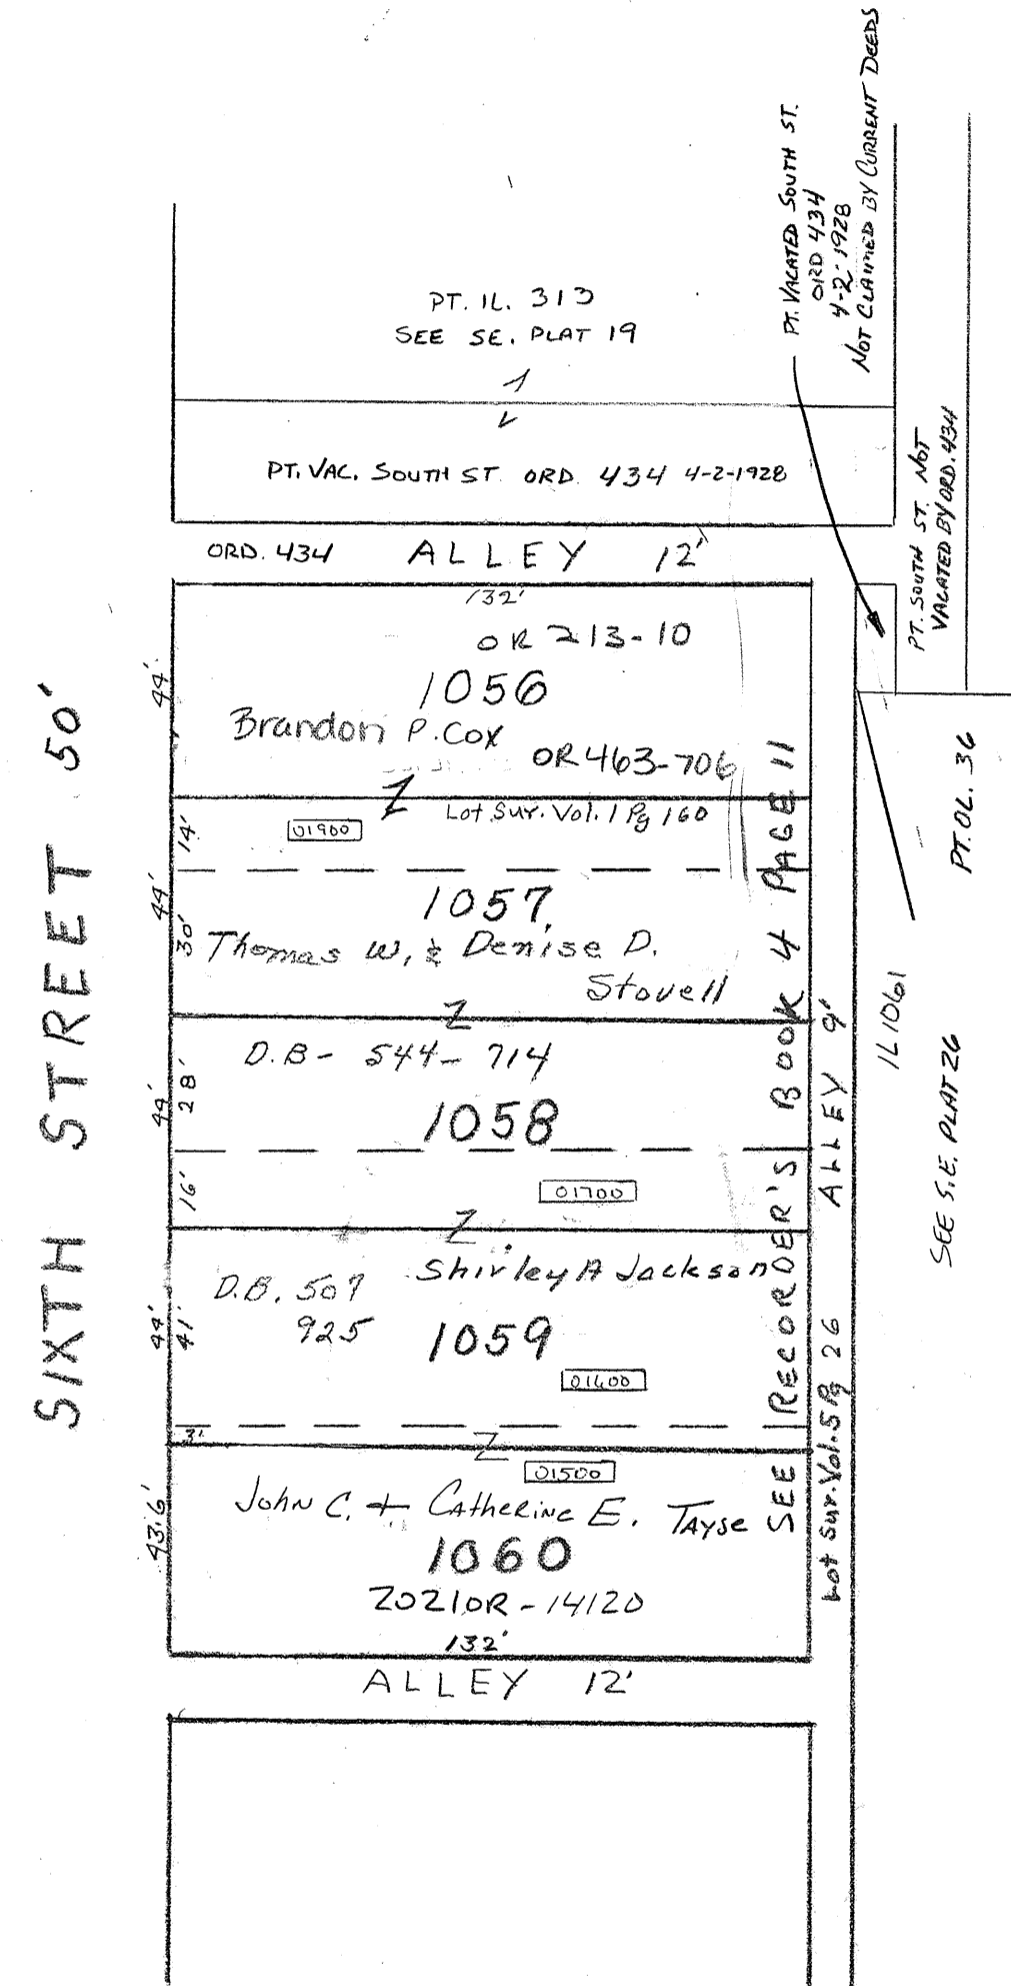 PT. VACATED SOUTH ST.
ORD 434
4-2-1928
NOT CLAIMED BY CURRENT DEEDS
PT. IL. 313
SEE SE. PLAT 19
PT. VAC. SOUTH ST. ORD. 434 4-2-1928
PT. SOUTH ST. NOT
VACATED BY ORD. 434
ORD. 434 ALLEY 12'
132'
OR 213-10
1056
44'
Brandon P. Cox
OR 463-706
SIXTH STREET 50'
Z
Lot Sur. Vol. 1 Pg 160
01900
14'
44'
1057
30'
Thomas W. & Denise D.
Stovell
Z
D.B - 544 - 714
44'
28'
1058
16'
01700
Z
Shirley A Jackson
D.B. 507
925
1059
44'
41'
01600
3'
Z
01500
John C. + Catherine E. Tayse
43.6'
1060
2021OR - 14120
132'
SEE RECORDER'S BOOK 4 PAGE 11
ALLEY 9'
Lot Sur. Vol. 5 Pg 26
PT. OL. 36
IL 1061
SEE S.E. PLAT 26
ALLEY 12'